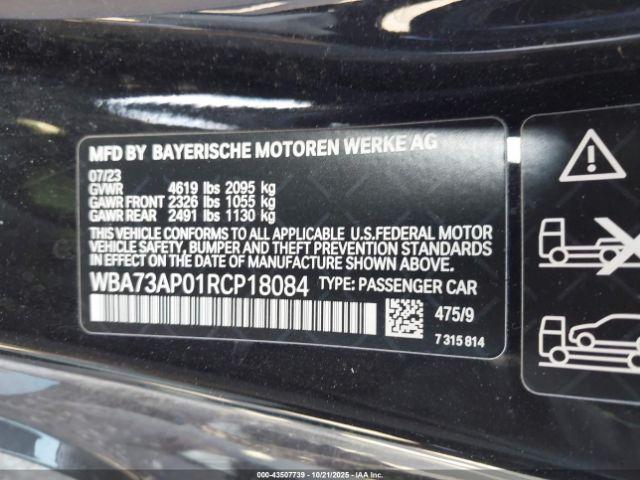 MFD BY BAYERISCHE MOTOREN WERKE AG
07/23
GVWR 4619 lbs 2095 kg
GAWR FRONT 2326 lbs 1055 kg
GAWR REAR 2491 lbs 1130 kg
THIS VEHICLE CONFORMS TO ALL APPLICABLE U.S.FEDERAL MOTOR
VEHICLE SAFETY, BUMPER AND THEFT PREVENTION STANDARDS
IN EFFECT ON THE DATE OF MANUFACTURE SHOWN ABOVE.
WBA73AP01RCP18084 TYPE: PASSENGER CAR
475/9
7 315 814
000-43507739 - 10/21/2025 - COPYRIGHT IAA, LLC.